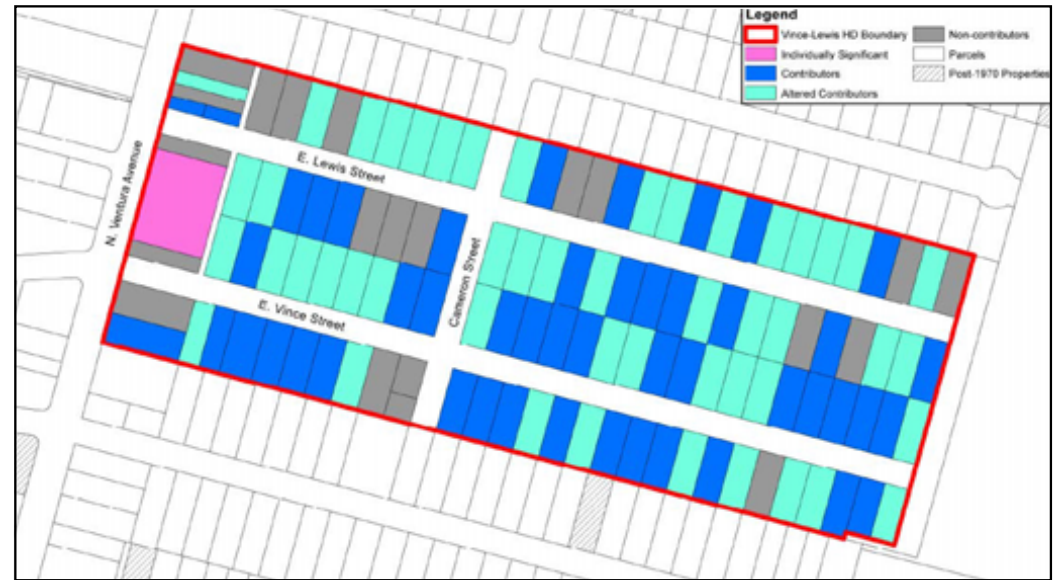 Legend
Vince-Lewis HD Boundary
Individually Significant
Contributors
Altered Contributors
Non-contributors
Parcels
Post-1970 Properties
N. Ventura Avenue
E. Lewis Street
Cameron Street
E. Vince Street